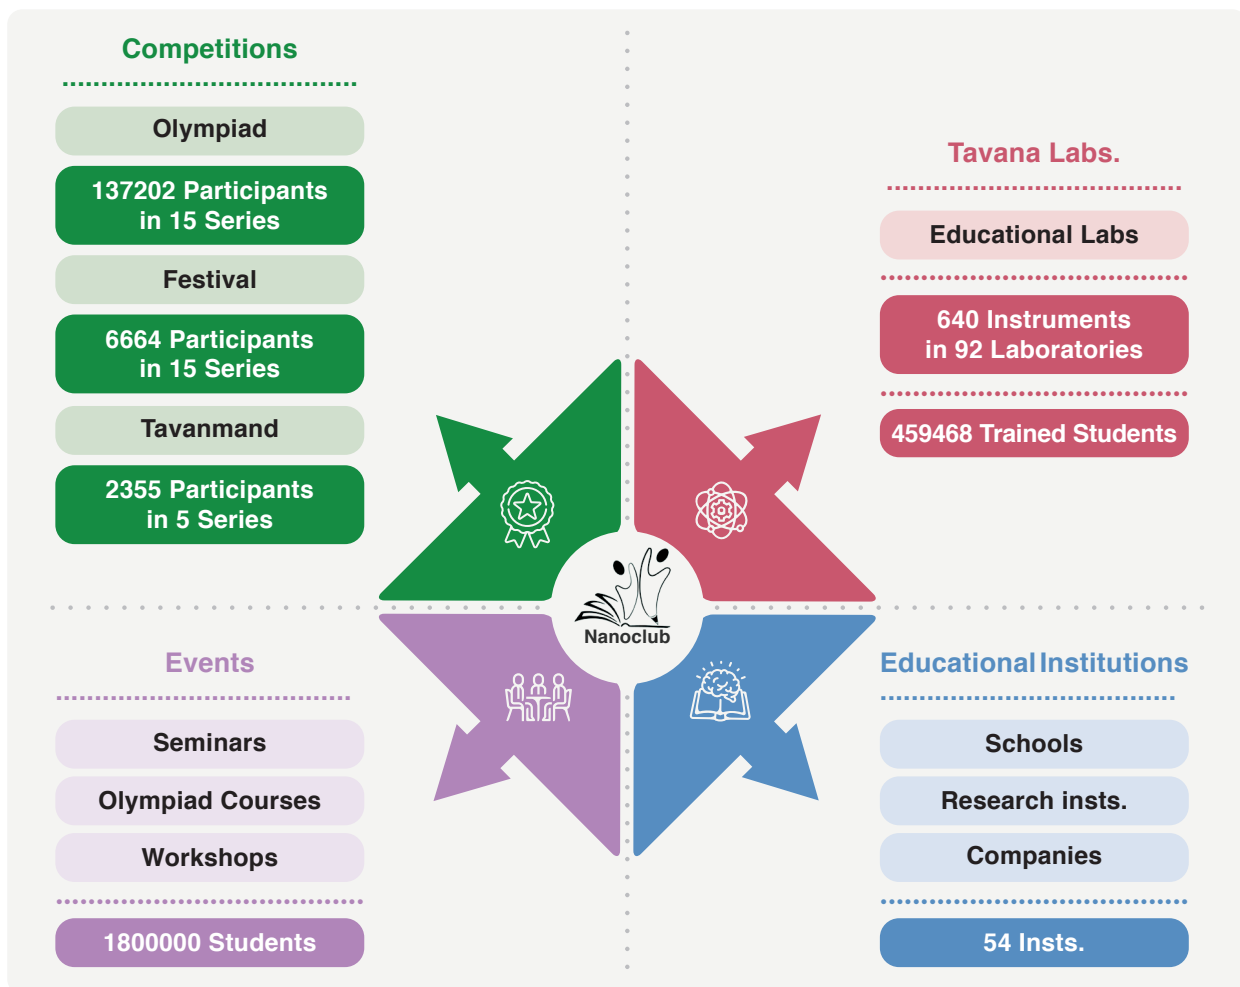 Competitions
Olympiad
137202 Participants
in 15 Series
Festival
6664 Participants
in 15 Series
Tavanmand
2355 Participants
in 5 Series
Tavana Labs.
Educational Labs
640 Instruments
in 92 Laboratories
459468 Trained Students
Nanoclub
Events
Seminars
Olympiad Courses
Workshops
1800000 Students
Educational Institutions
Schools
Research insts.
Companies
54 Insts.